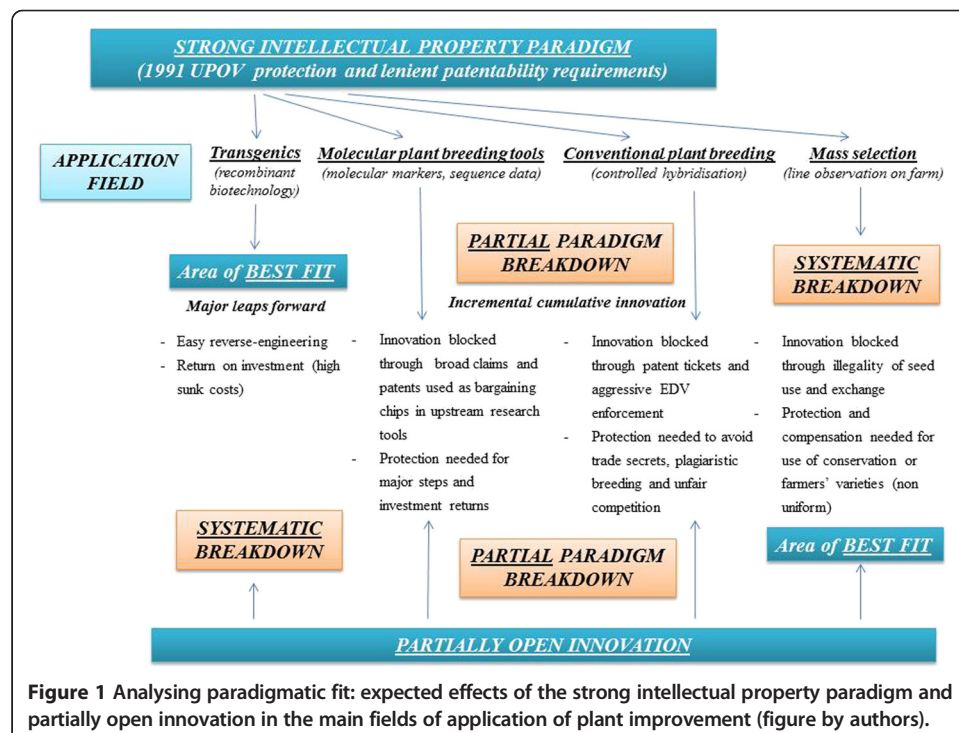 STRONG INTELLECTUAL PROPERTY PARADIGM
(1991 UPOV protection and lenient patentability requirements)
APPLICATION
FIELD
Transgenics
(recombinant
biotechnology)
Molecular plant breeding tools
(molecular markers, sequence data)
Conventional plant breeding
(controlled hybridisation)
Mass selection
(line observation on farm)
Area of BEST FIT
Major leaps forward
PARTIAL PARADIGM
BREAKDOWN
Incremental cumulative innovation
SYSTEMATIC
BREAKDOWN
- Easy reverse-engineering
- Return on investment (high
sunk costs)
- Innovation blocked
through broad claims and
patents used as bargaining
chips in upstream research
tools
- Protection needed for
major steps and
investment returns
- Innovation blocked
through patent tickets and
aggressive EDV
enforcement
- Protection needed to avoid
trade secrets, plagiaristic
breeding and unfair
competition
- Innovation blocked
through illegality of seed
use and exchange
- Protection and
compensation needed for
use of conservation or
farmers' varieties (non
uniform)
SYSTEMATIC
BREAKDOWN
PARTIAL PARADIGM
BREAKDOWN
Area of BEST FIT
PARTIALLY OPEN INNOVATION
Figure 1 Analysing paradigmatic fit: expected effects of the strong intellectual property paradigm and
partially open innovation in the main fields of application of plant improvement (figure by authors).